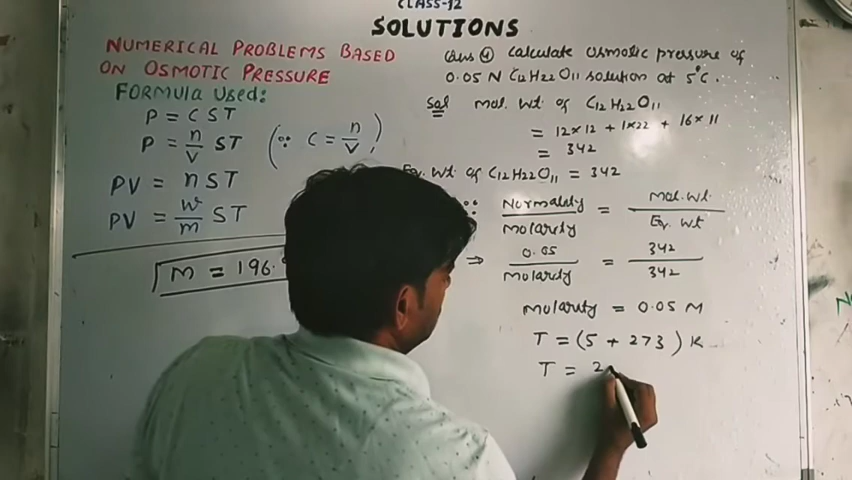 CLASS-12
SOLUTIONS
NUMERICAL PROBLEMS BASED
ON OSMOTIC PRESSURE
FORMULA USED:
P = CST
P = n/V ST (∵ C = n/V)
PV = nST
PV = w/m ST
m = 196.
Ques ④ Calculate Osmotic pressure of
0.05 N C12H22O11 solution at 5°C.
Sol Mol. Wt. of C12H22O11
= 12×12 + 1×22 + 16×11
= 342
Eq. Wt. of C12H22O11 = 342
∵ Normality / Molarity = Mol. Wt. / Eq. Wt
⇒ 0.05 / Molarity = 342 / 342
Molarity = 0.05 M
T = (5 + 273) K
T = 2